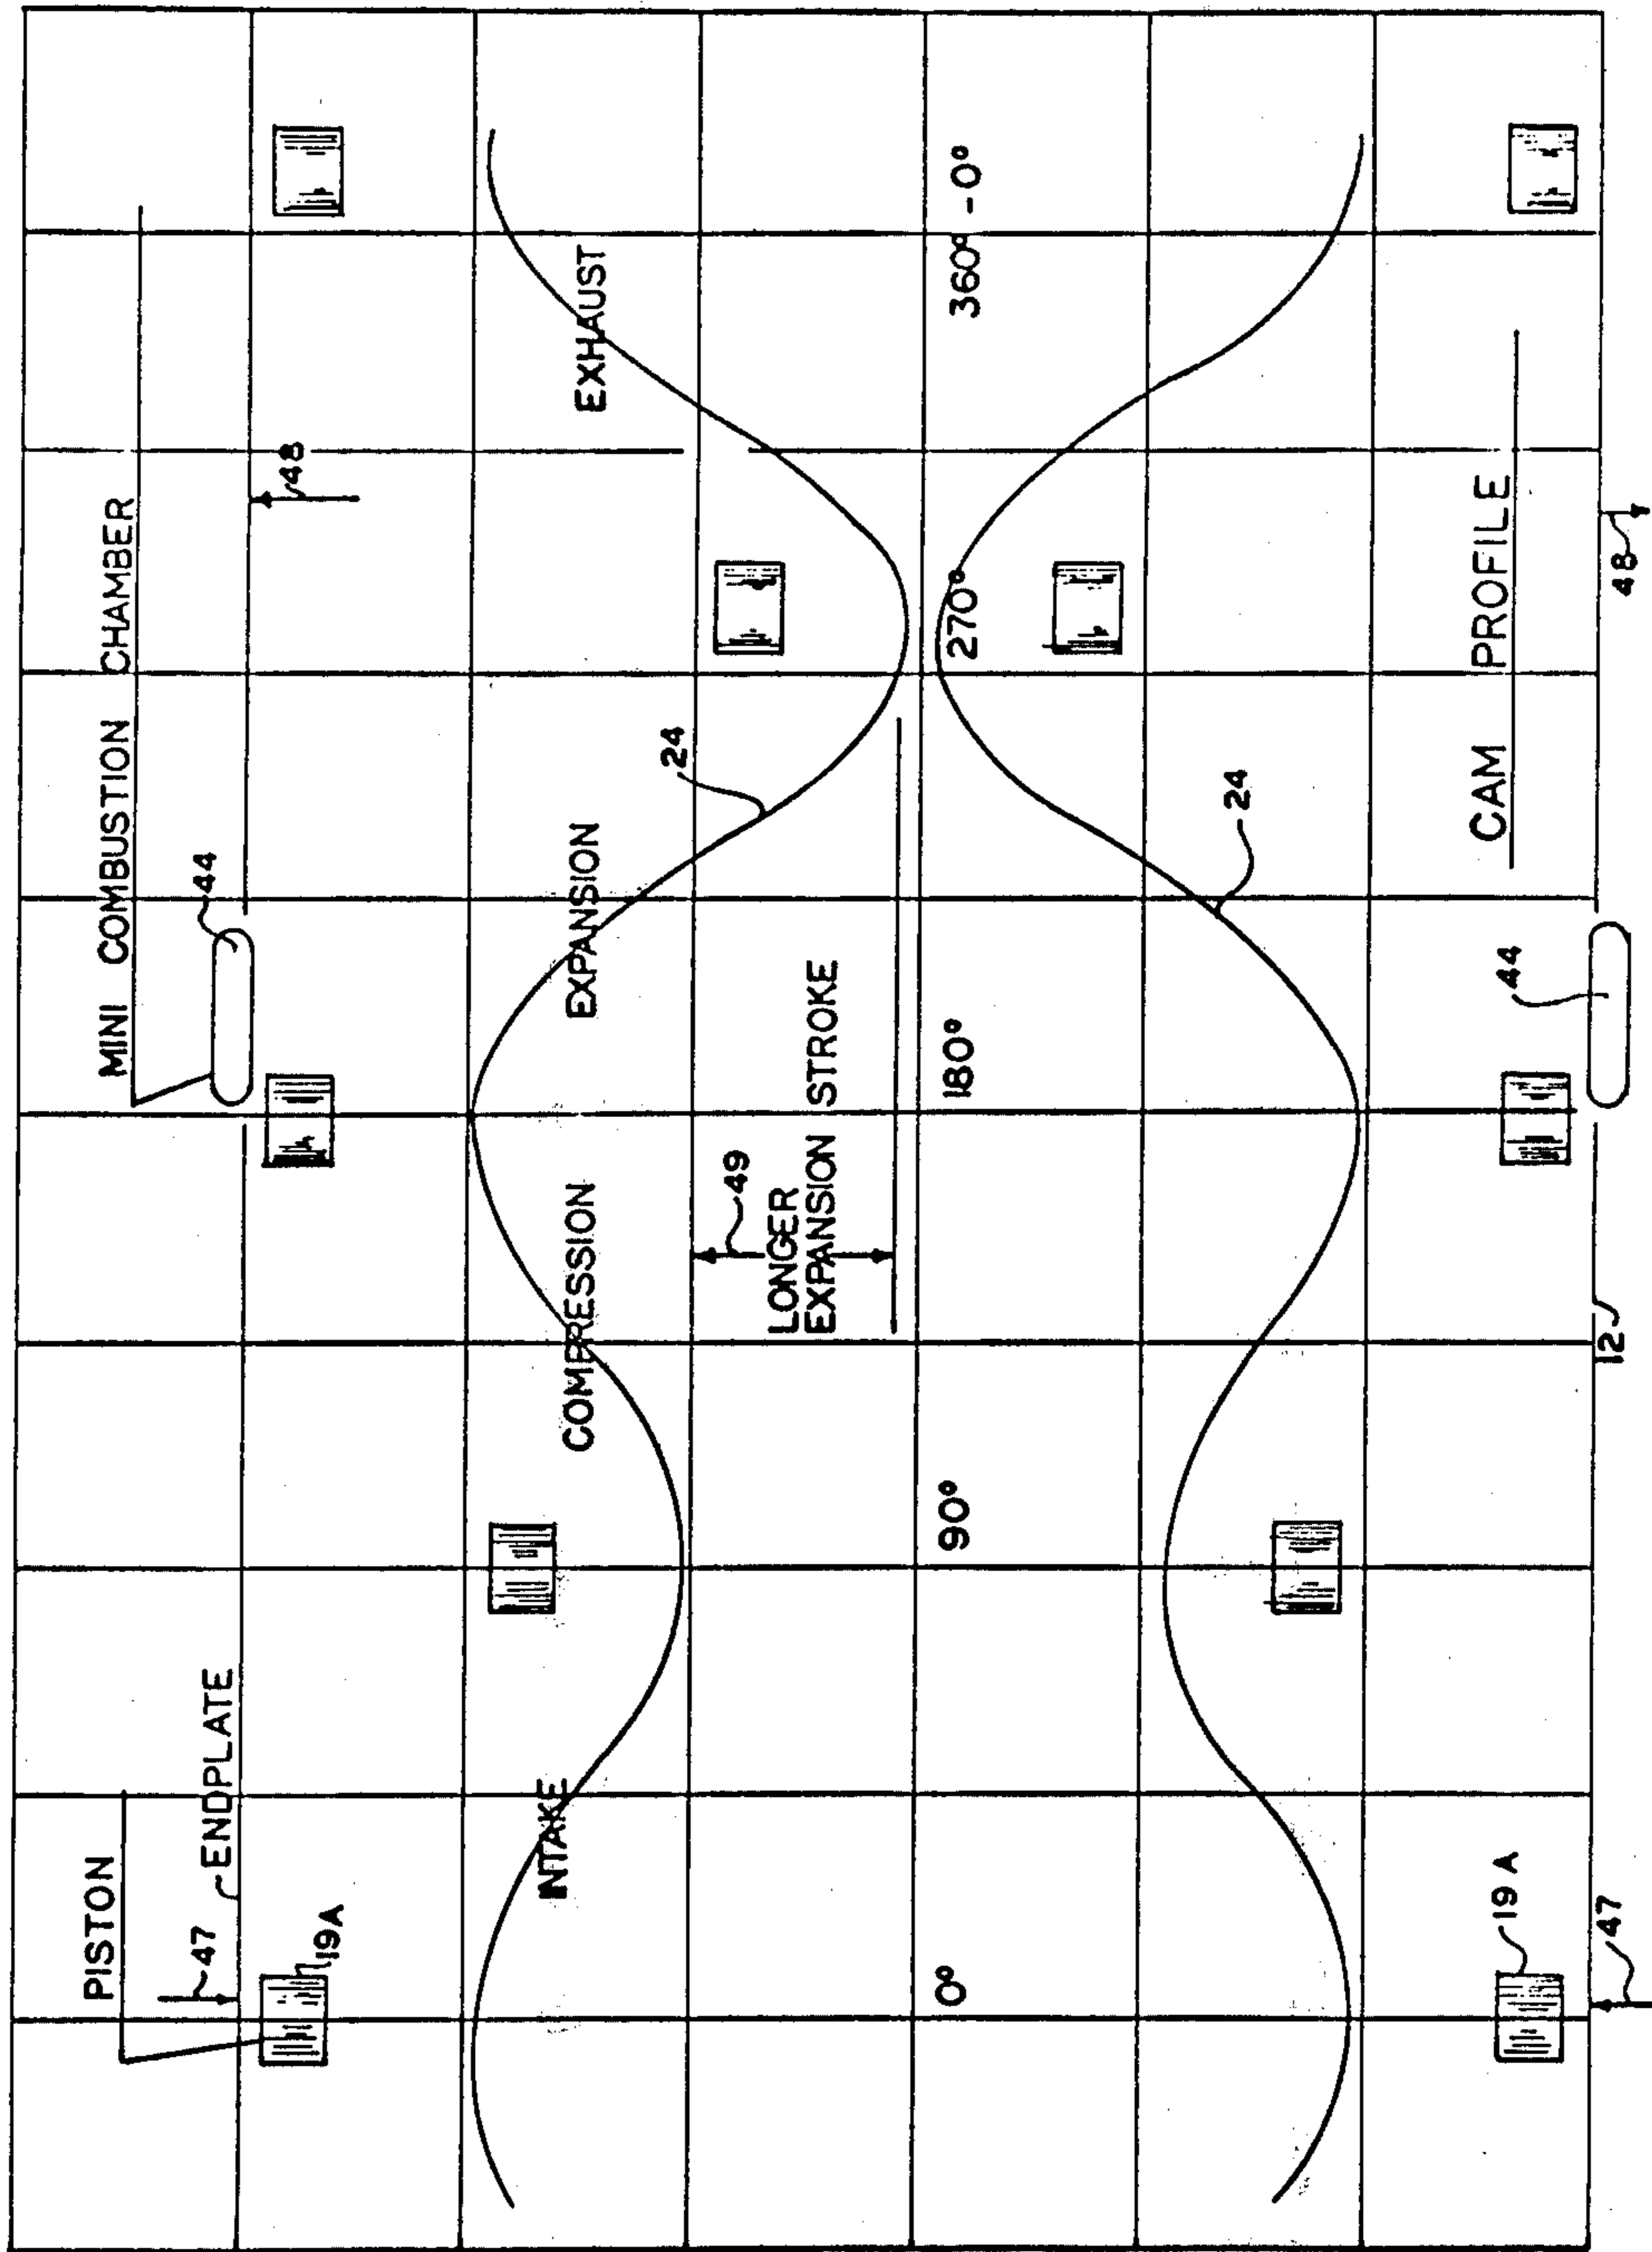 MINI COMBUSTION CHAMBER
PISTON
ENDPLATE
47
44
48
19A
INTAKE
COMPRESSION
EXPANSION
EXHAUST
24
49
LONGER
EXPANSION STROKE
0°
90°
180°
270°
360° - 0°
24
CAM PROFILE
19A
44
47
12
48